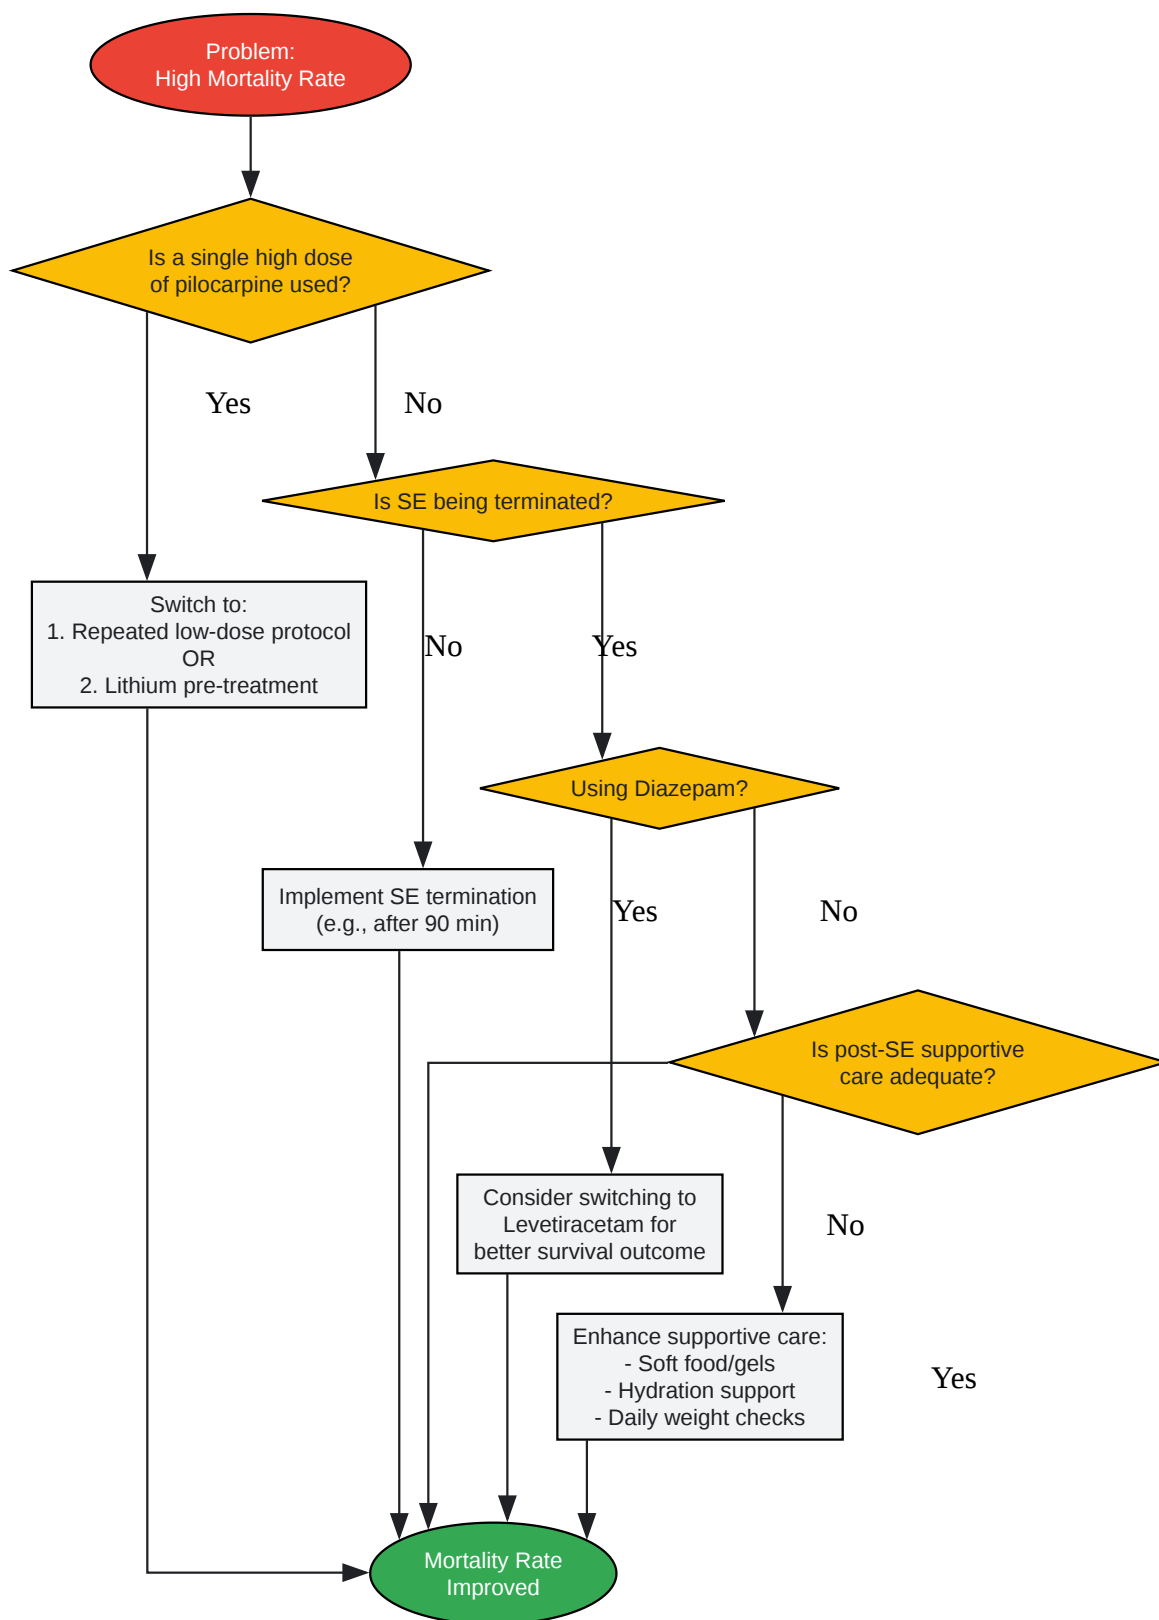 Problem:
High Mortality Rate
Is a single high dose
of pilocarpine used?
Yes
No
Is SE being terminated?
Switch to:
1. Repeated low-dose protocol
OR
2. Lithium pre-treatment
No
Yes
Using Diazepam?
Implement SE termination
(e.g., after 90 min)
Yes
No
Is post-SE supportive
care adequate?
Consider switching to
Levetiracetam for
better survival outcome
No
Enhance supportive care:
- Soft food/gels
- Hydration support
- Daily weight checks
Yes
Mortality Rate
Improved